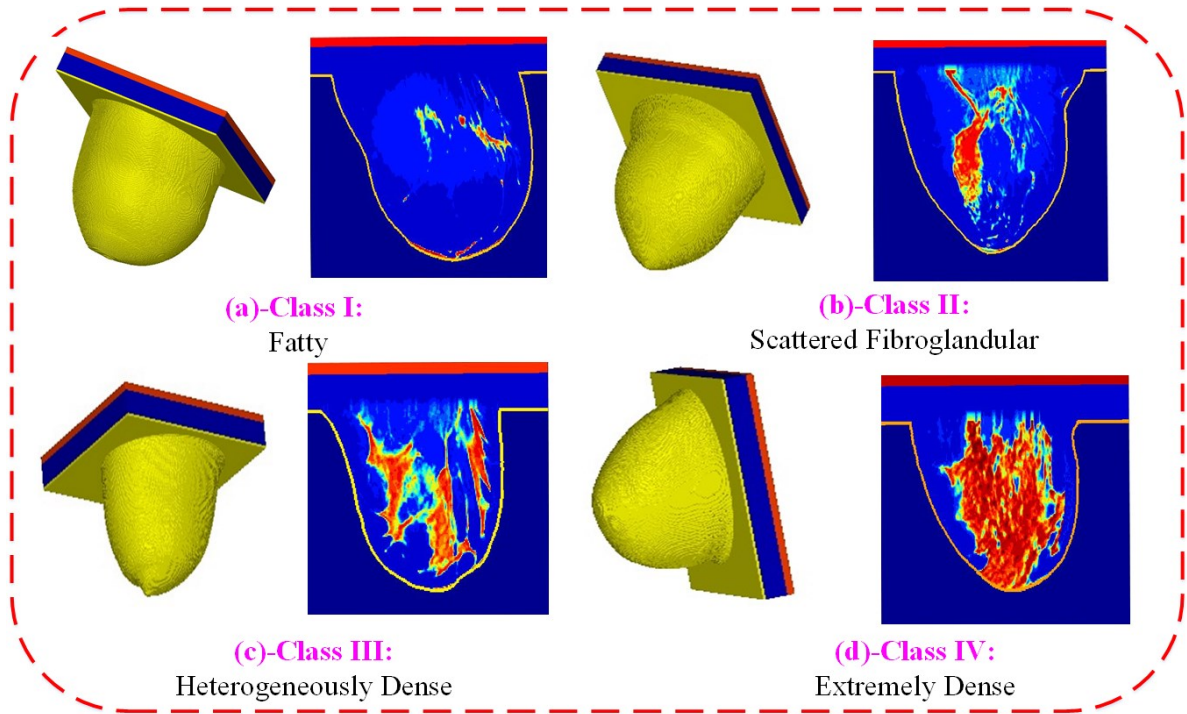 (a)-Class I:
Fatty
(b)-Class II:
Scattered Fibroglandular
(c)-Class III:
Heterogeneously Dense
(d)-Class IV:
Extremely Dense